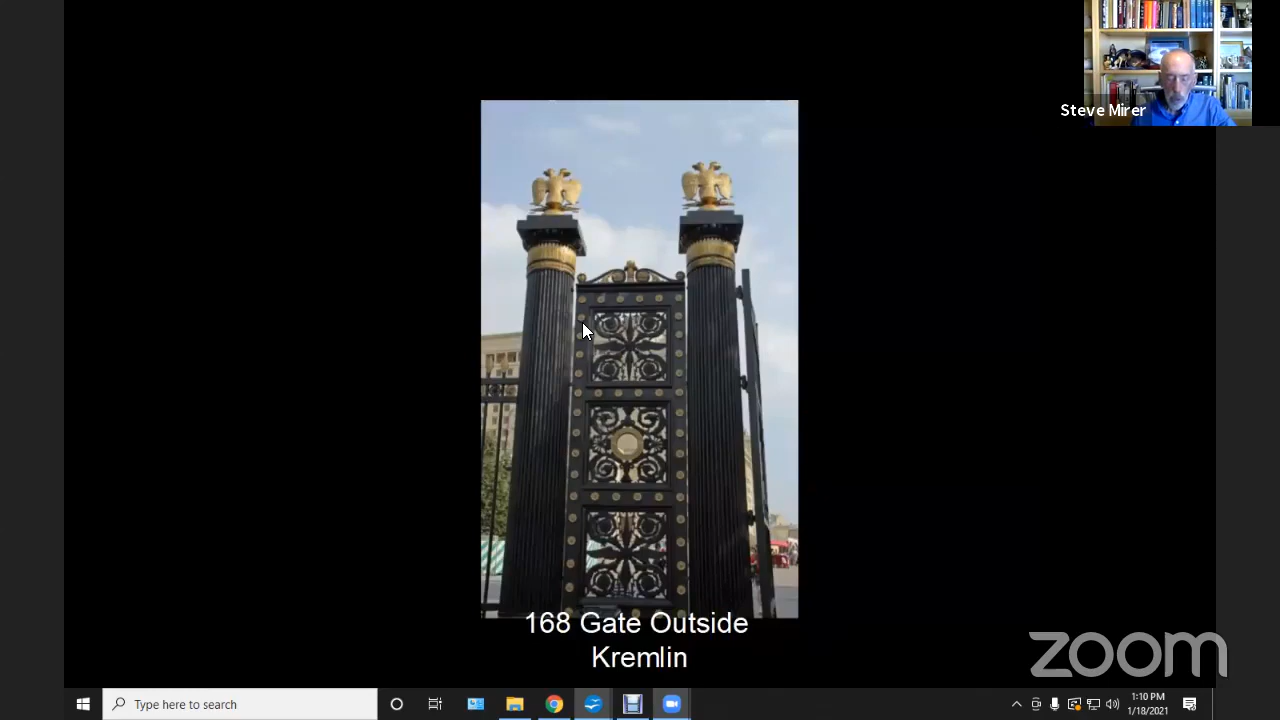 Steve Mirer
168 Gate Outside
Kremlin
zoom
Type here to search
1:10 PM
1/18/2021